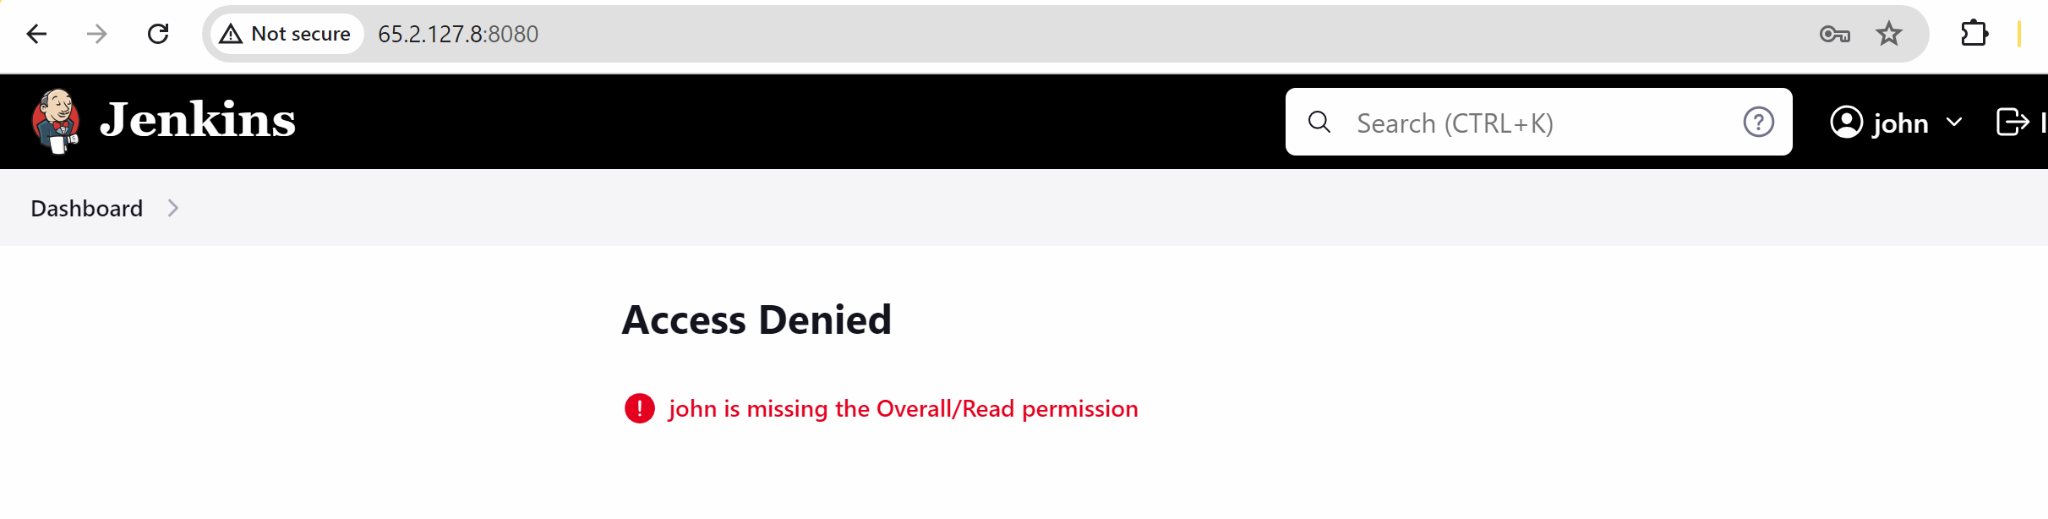 Not secure 65.2.127.8:8080
Jenkins Search (CTRL+K) john
Dashboard
Access Denied
john is missing the Overall/Read permission